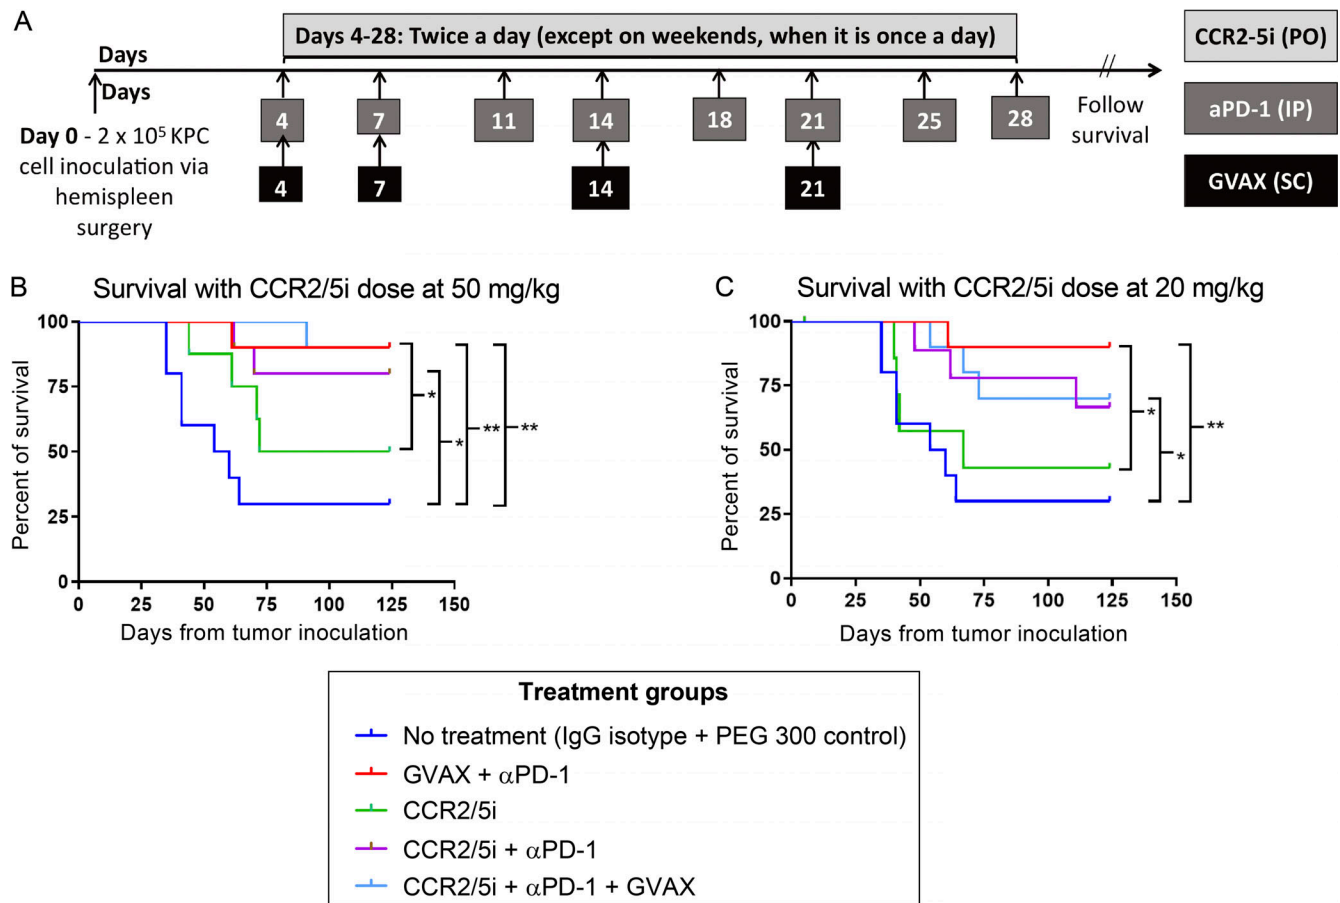 A
Days 4-28: Twice a day (except on weekends, when it is once a day)
CCR2-5i (PO)
Days
Days
4 7 11 14 18 21 25 28
Follow
survival
aPD-1 (IP)
Day 0 - 2 x 10⁵ KPC
cell inoculation via
hemispleen
surgery
4 7 14 21
GVAX (SC)
B
Survival with CCR2/5i dose at 50 mg/kg
Percent of survival
100
75
50
25
0
0 25 50 75 100 125 150
Days from tumor inoculation
*
*
**
**
C
Survival with CCR2/5i dose at 20 mg/kg
Percent of survival
100
75
50
25
0
0 25 50 75 100 125 150
Days from tumor inoculation
*
*
**
Treatment groups
No treatment (IgG isotype + PEG 300 control)
GVAX + αPD-1
CCR2/5i
CCR2/5i + αPD-1
CCR2/5i + αPD-1 + GVAX